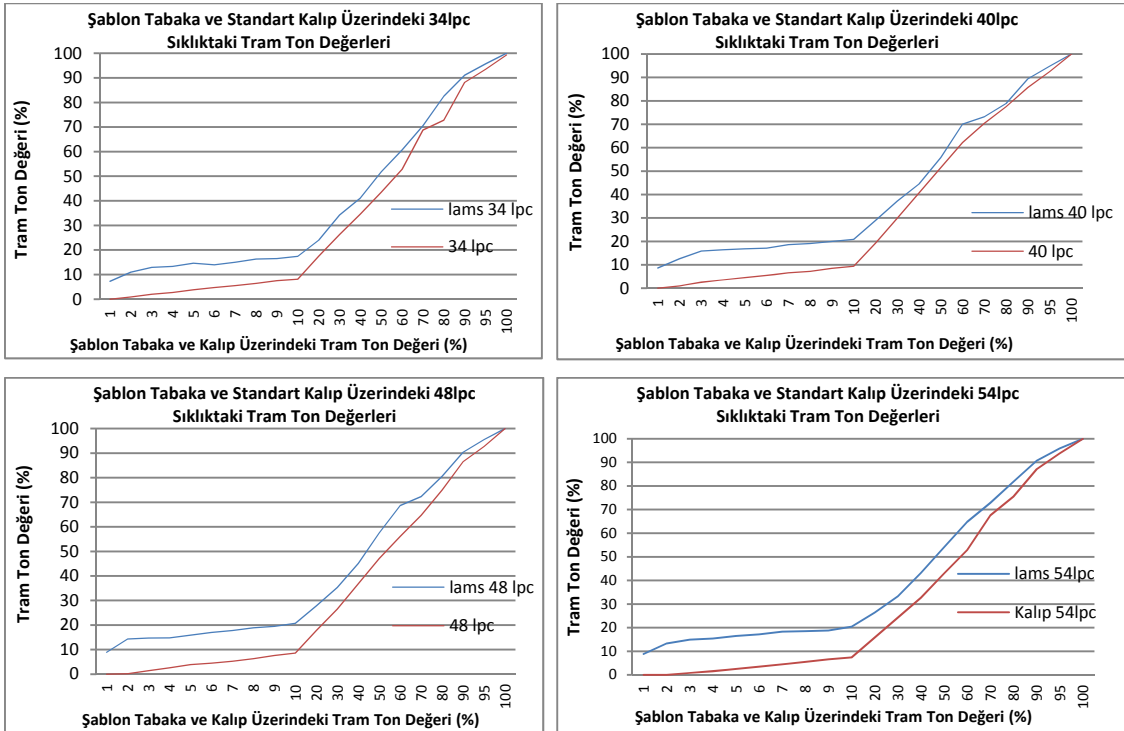 Şablon Tabaka ve Standart Kalıp Üzerindeki 34lpc
Sıklıktaki Tram Ton Değerleri
Tram Ton Değeri (%)
100
90
80
70
60
50
40
30
20
10
0
lams 34 lpc
34 lpc
1 2 3 4 5 6 7 8 9 10 20 30 40 50 60 70 80 90 95 100
Şablon Tabaka ve Kalıp Üzerindeki Tram Ton Değeri (%)
Şablon Tabaka ve Standart Kalıp Üzerindeki 40lpc
Sıklıktaki Tram Ton Değerleri
Tram Ton Değeri (%)
100
90
80
70
60
50
40
30
20
10
0
lams 40 lpc
40 lpc
1 2 3 4 5 6 7 8 9 10 20 30 40 50 60 70 80 90 95 100
Şablon Tabaka ve Kalıp Üzerindeki Tram Ton Değeri (%)
Şablon Tabaka ve Standart Kalıp Üzerindeki 48lpc
Sıklıktaki Tram Ton Değerleri
Tram Ton Değeri (%)
100
90
80
70
60
50
40
30
20
10
0
lams 48 lpc
48 lpc
1 2 3 4 5 6 7 8 9 10 20 30 40 50 60 70 80 90 95 100
Şablon Tabaka ve Kalıp Üzerindeki Tram Ton Değeri (%)
Şablon Tabaka ve Standart Kalıp Üzerindeki 54lpc
Sıklıktaki Tram Ton Değerleri
Tram Ton Değeri (%)
100
90
80
70
60
50
40
30
20
10
0
lams 54lpc
Kalıp 54lpc
1 2 3 4 5 6 7 8 9 10 20 30 40 50 60 70 80 90 95 100
Şablon Tabaka ve Kalıp Üzerindeki Tram Ton Değeri (%)